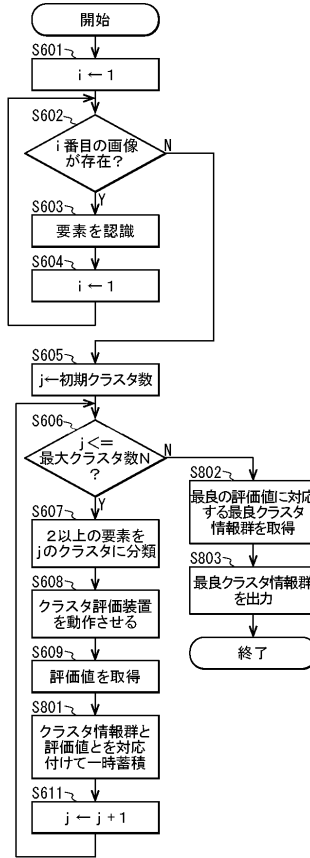 開始
S601
i ← 1
S602
i番目の画像
が存在？
N
Y
S603
要素を認識
S604
i ← 1
S605
j←初期クラスタ数
S606
j <=
最大クラスタ数N
？
N
Y
S607
２以上の要素を
jのクラスタに分類
S608
クラスタ評価装置
を動作させる
S609
評価値を取得
S801
クラスタ情報群と
評価値とを対応
付けて一時蓄積
S611
j ← j + 1
S802
最良の評価値に対応
する最良クラスタ
情報群を取得
S803
最良クラスタ情報群
を出力
終了